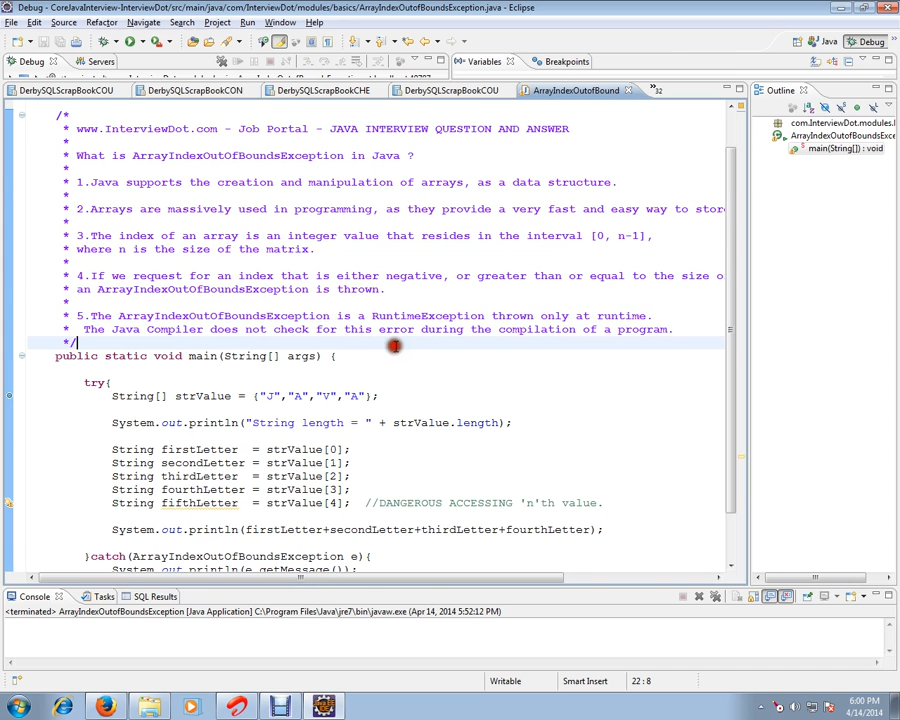 Debug - CoreJavaInterview-InterviewDot/src/main/java/com/InterviewDot/modules/basics/ArrayIndexOutofBoundsException.java - Eclipse
File Edit Source Refactor Navigate Search Project Run Window Help
Java Debug
Debug Servers Variables Breakpoints
DerbySQLScrapBookCOU DerbySQLScrapBookCON DerbySQLScrapBookCHE DerbySQLScrapBookCOU ArrayIndexOutofBound 32 Outline
/*
* www.InterviewDot.com - Job Portal - JAVA INTERVIEW QUESTION AND ANSWER
*
* What is ArrayIndexOutOfBoundsException in Java ?
*
* 1.Java supports the creation and manipulation of arrays, as a data structure.
*
* 2.Arrays are massively used in programming, as they provide a very fast and easy way to stor
*
* 3.The index of an array is an integer value that resides in the interval [0, n-1],
* where n is the size of the matrix.
*
* 4.If we request for an index that is either negative, or greater than or equal to the size o
* an ArrayIndexOutOfBoundsException is thrown.
*
* 5.The ArrayIndexOutOfBoundsException is a RuntimeException thrown only at runtime.
* The Java Compiler does not check for this error during the compilation of a program.
*/
public static void main(String[] args) {
try{
String[] strValue = {"J","A","V","A"};
System.out.println("String length = " + strValue.length);
String firstLetter = strValue[0];
String secondLetter = strValue[1];
String thirdLetter = strValue[2];
String fourthLetter = strValue[3];
String fifthLetter = strValue[4]; //DANGEROUS ACCESSING 'n'th value.
System.out.println(firstLetter+secondLetter+thirdLetter+fourthLetter);
}catch(ArrayIndexOutOfBoundsException e){
System.out.println(e.getMessage());
com.InterviewDot.modules.
ArrayIndexOutofBoundsExce
main(String[]) : void
Console Tasks SQL Results
<terminated> ArrayIndexOutofBoundsException [Java Application] C:\Program Files\Java\jre7\bin\javaw.exe (Apr 14, 2014 5:52:12 PM)
Writable Smart Insert 22 : 8
6:00 PM
4/14/2014